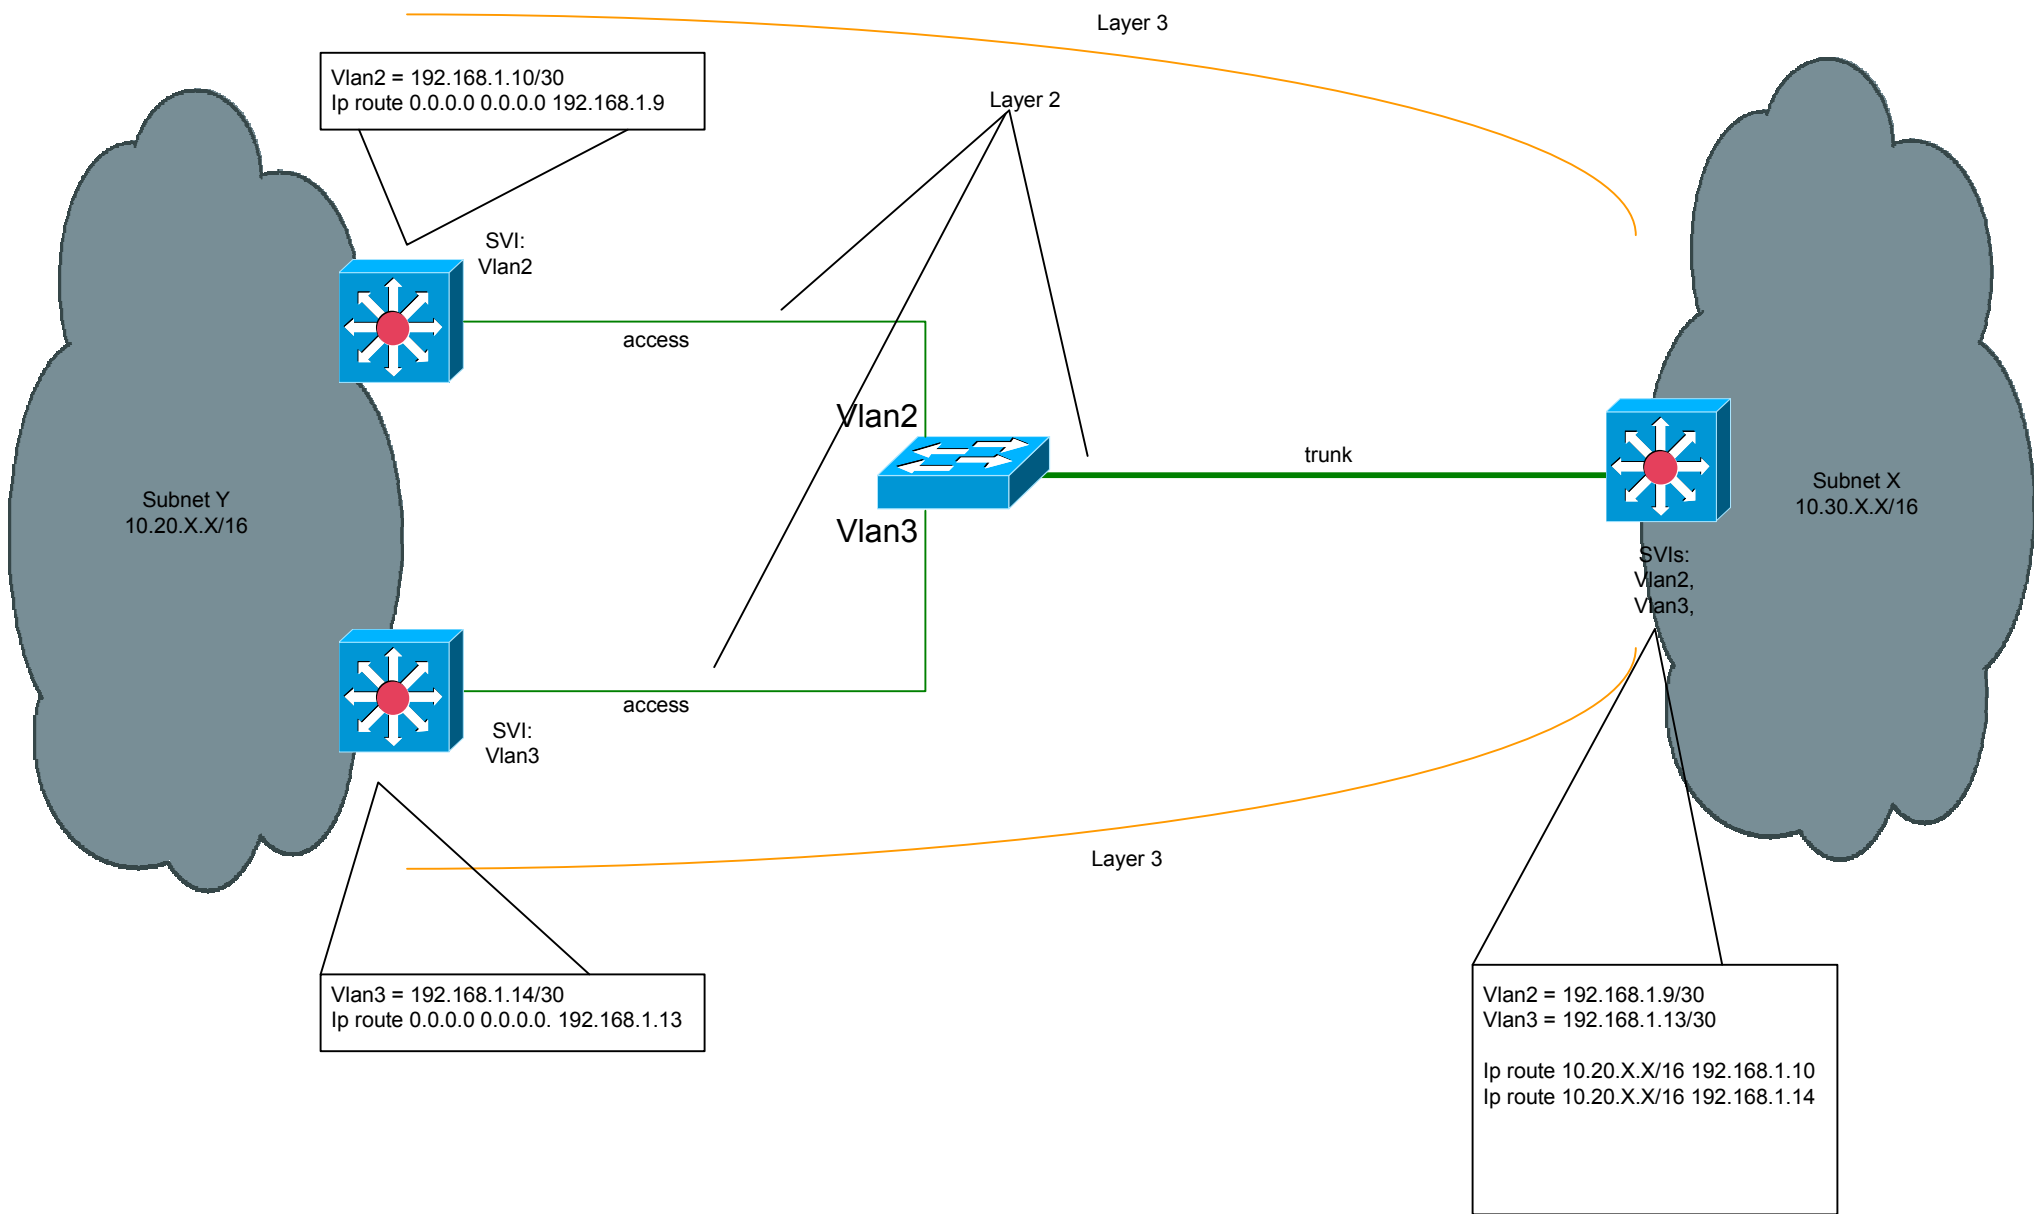 Layer 3
Vlan2 = 192.168.1.10/30
Ip route 0.0.0.0 0.0.0.0 192.168.1.9
Layer 2
SVI:
Vlan2
access
Vlan2
trunk
Subnet Y
10.20.X.X/16
Subnet X
10.30.X.X/16
Vlan3
SVIs:
Vlan2,
Vlan3,
access
SVI:
Vlan3
Layer 3
Vlan3 = 192.168.1.14/30
Ip route 0.0.0.0 0.0.0.0. 192.168.1.13
Vlan2 = 192.168.1.9/30
Vlan3 = 192.168.1.13/30
Ip route 10.20.X.X/16 192.168.1.10
Ip route 10.20.X.X/16 192.168.1.14